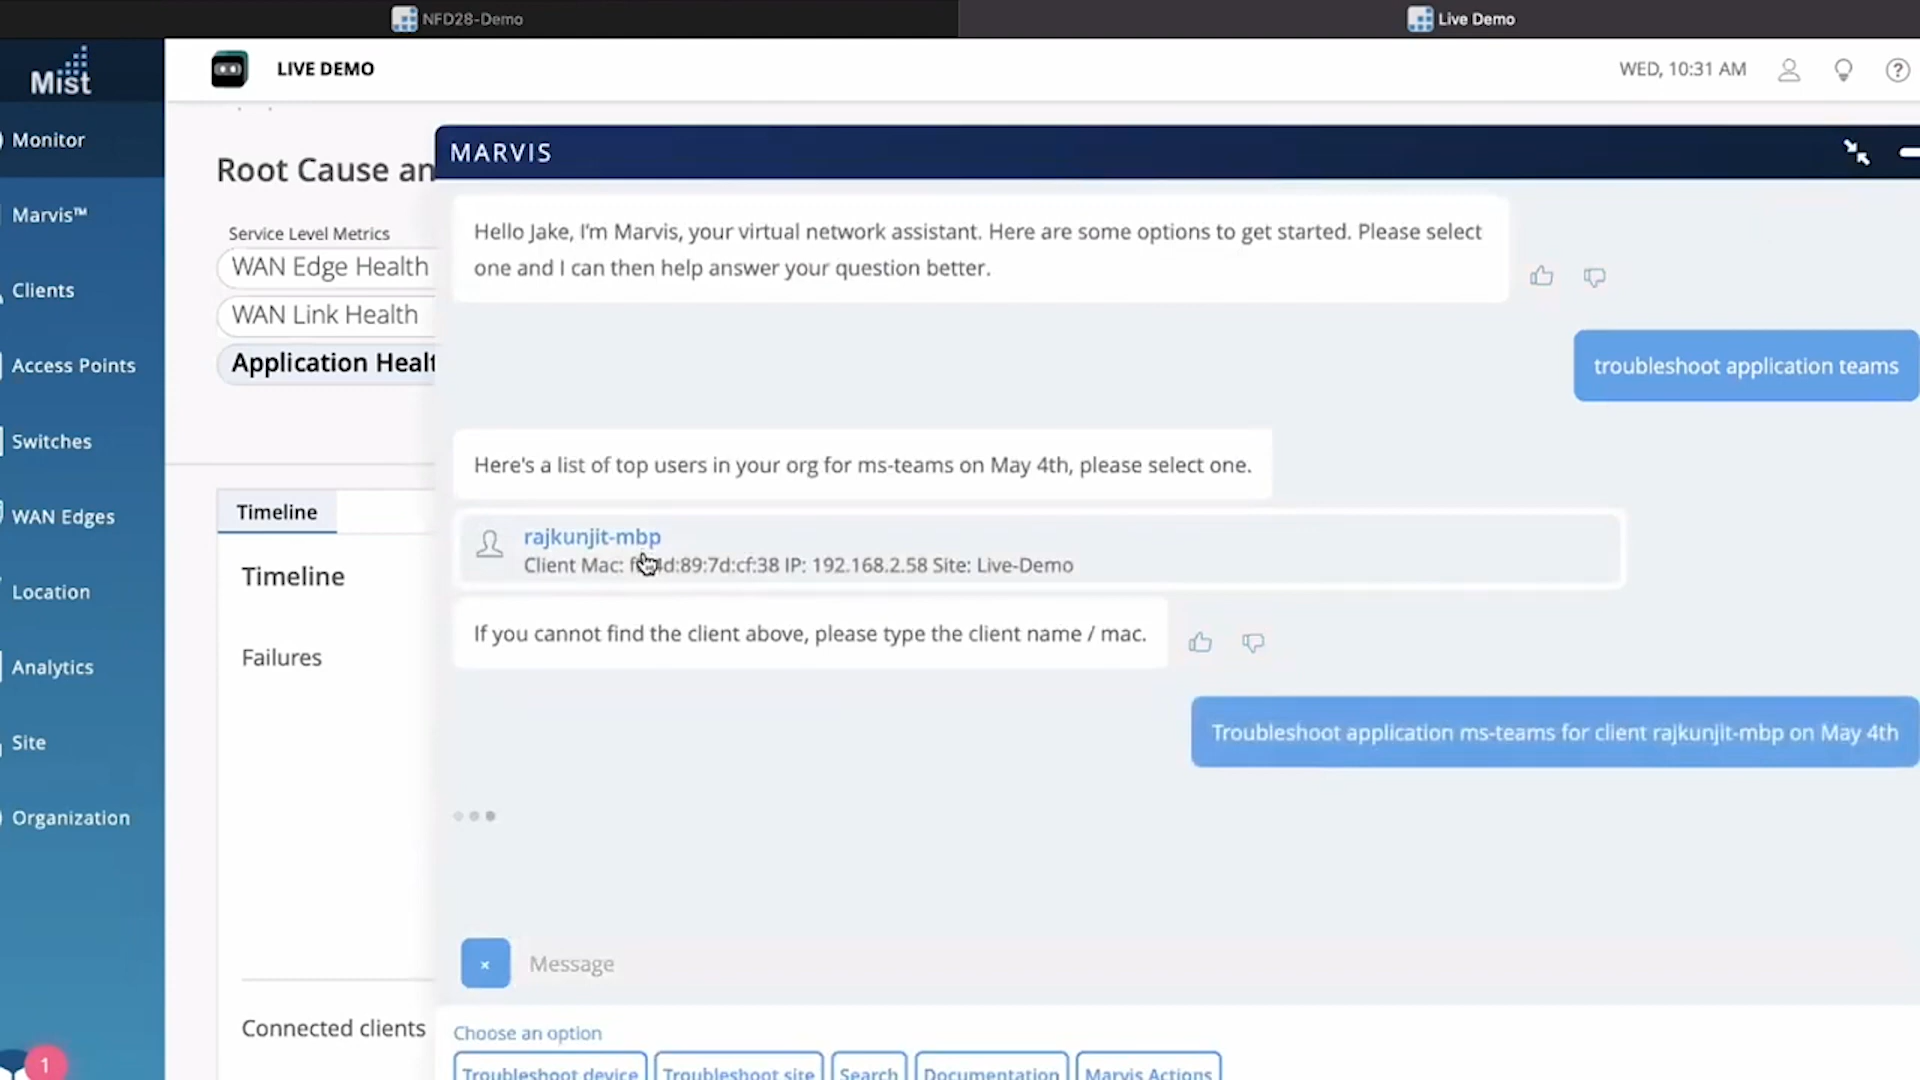 NFD28-Demo
Live Demo
Mist
LIVE DEMO
WED, 10:31 AM
Monitor
Marvis™
Clients
Access Points
Switches
WAN Edges
Location
Analytics
Site
Organization
1
Root Cause an
Service Level Metrics
WAN Edge Health
WAN Link Health
Application Healt
Timeline
Timeline
Failures
Connected clients
MARVIS
Hello Jake, I'm Marvis, your virtual network assistant. Here are some options to get started. Please select
one and I can then help answer your question better.
troubleshoot application teams
Here's a list of top users in your org for ms-teams on May 4th, please select one.
rajkunjit-mbp
Client Mac: d:89:7d:cf:38 IP: 192.168.2.58 Site: Live-Demo
If you cannot find the client above, please type the client name / mac.
Troubleshoot application ms-teams for client rajkunjit-mbp on May 4th
Message
Choose an option
Troubleshoot device
Troubleshoot site
Search
Documentation
Marvis Actions